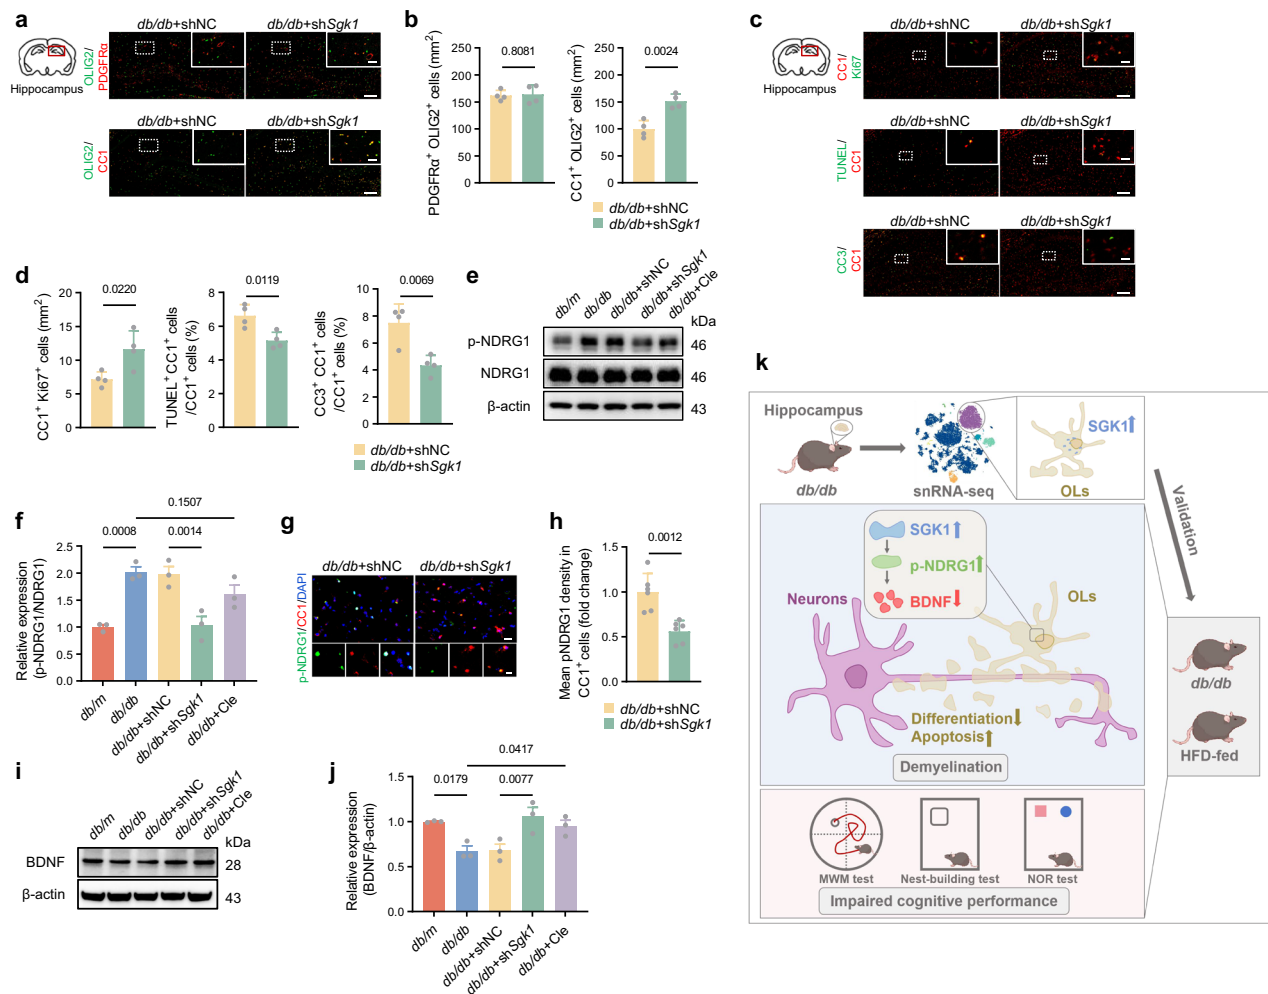 a
db/db+shNC
db/db+shSgk1
Hippocampus
OLIG2/
PDGFRα
db/db+shNC
db/db+shSgk1
OLIG2/
CC1
b
0.8081
PDGFRα+ OLIG2+ cells (mm2)
250
200
150
100
50
0
0.0024
CC1+ OLIG2+ cells (mm2)
250
200
150
100
50
0
db/db+shNC
db/db+shSgk1
c
db/db+shNC
db/db+shSgk1
Hippocampus
CC1/
Ki67
db/db+shNC
db/db+shSgk1
TUNEL/
CC1
db/db+shNC
db/db+shSgk1
CC3/
CC1
d
0.0220
CC1+ Ki67+ cells (mm2)
20
15
10
5
0
0.0119
TUNEL+ CC1+ cells
/CC1+ cells (%)
8
6
4
2
0
0.0069
CC3+ CC1+ cells
/CC1+ cells (%)
10
8
6
4
2
0
db/db+shNC
db/db+shSgk1
e
db/m
db/db
db/db+shNC
db/db+shSgk1
db/db+Cle
kDa
p-NDRG1
46
NDRG1
46
β-actin
43
f
0.1507
0.0008
0.0014
Relative expression
(p-NDRG1/NDRG1)
2.5
2.0
1.5
1.0
0.5
0.0
db/m
db/db
db/db+shNC
db/db+shSgk1
db/db+Cle
g
db/db+shNC
db/db+shSgk1
p-NDRG1/CC1/DAPI
h
0.0012
Mean pNDRG1 density in
CC1+ cells (fold change)
1.5
1.0
0.5
0.0
db/db+shNC
db/db+shSgk1
i
db/m
db/db
db/db+shNC
db/db+shSgk1
db/db+Cle
kDa
BDNF
28
β-actin
43
j
0.0417
0.0179
0.0077
Relative expression
(BDNF/β-actin)
1.5
1.0
0.5
0.0
db/m
db/db
db/db+shNC
db/db+shSgk1
db/db+Cle
k
Hippocampus
db/db
snRNA-seq
SGK1
OLs
Validation
SGK1
p-NDRG1
BDNF
Neurons
OLs
Differentiation
Apoptosis
Demyelination
db/db
HFD-fed
MWM test
Nest-building test
NOR test
Impaired cognitive performance